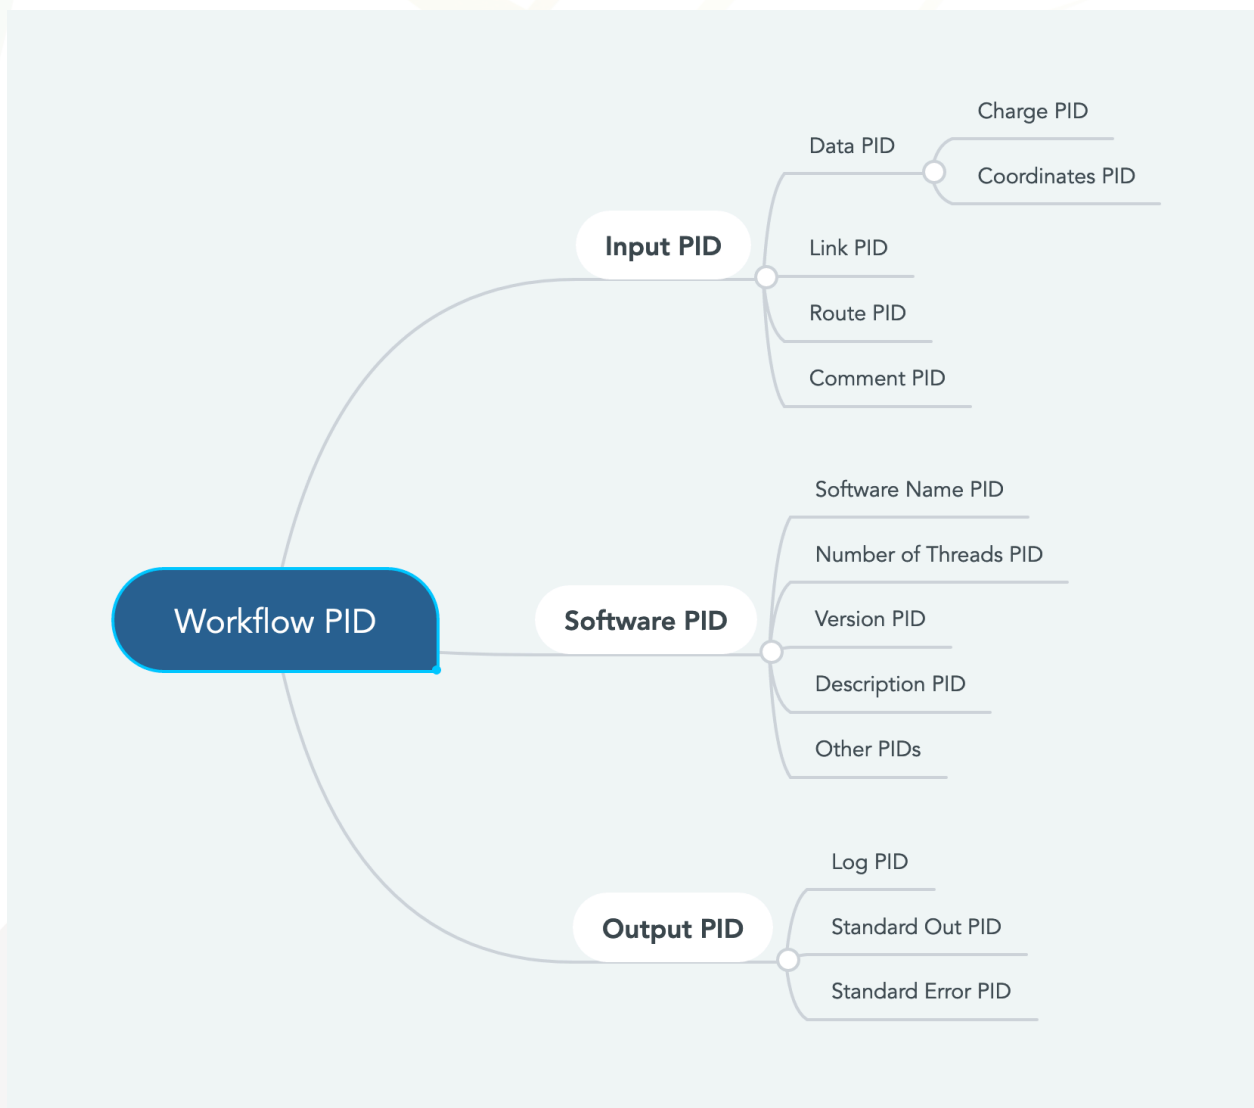 Workflow PID
Input PID
Data PID
Charge PID
Coordinates PID
Link PID
Route PID
Comment PID
Software PID
Software Name PID
Number of Threads PID
Version PID
Description PID
Other PIDs
Output PID
Log PID
Standard Out PID
Standard Error PID